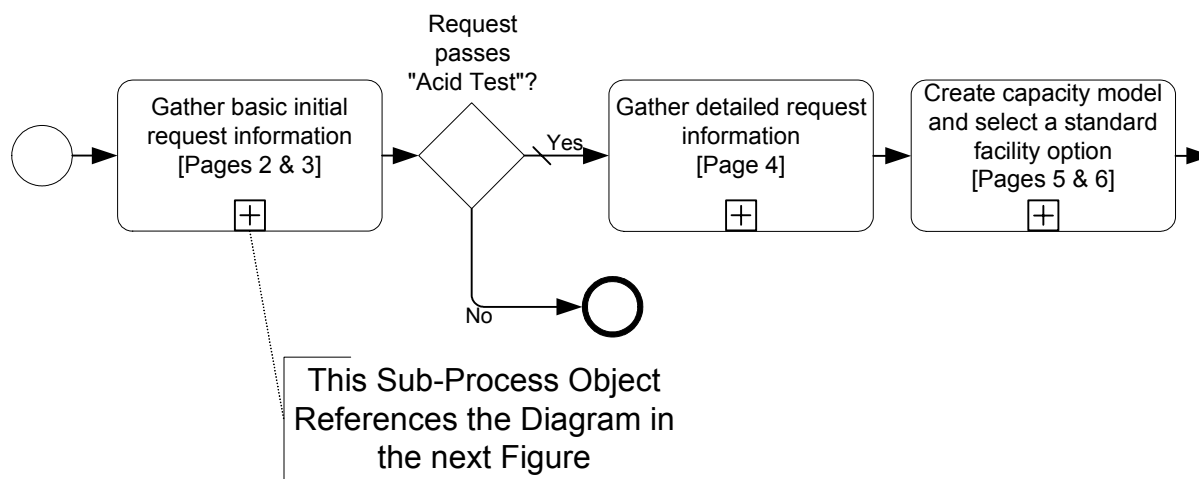 Request
passes
"Acid Test"?
Gather basic initial
request information
[Pages 2 & 3]
Yes
Gather detailed request
information
[Page 4]
Create capacity model
and select a standard
facility option
[Pages 5 & 6]
No
This Sub-Process Object
References the Diagram in
the next Figure